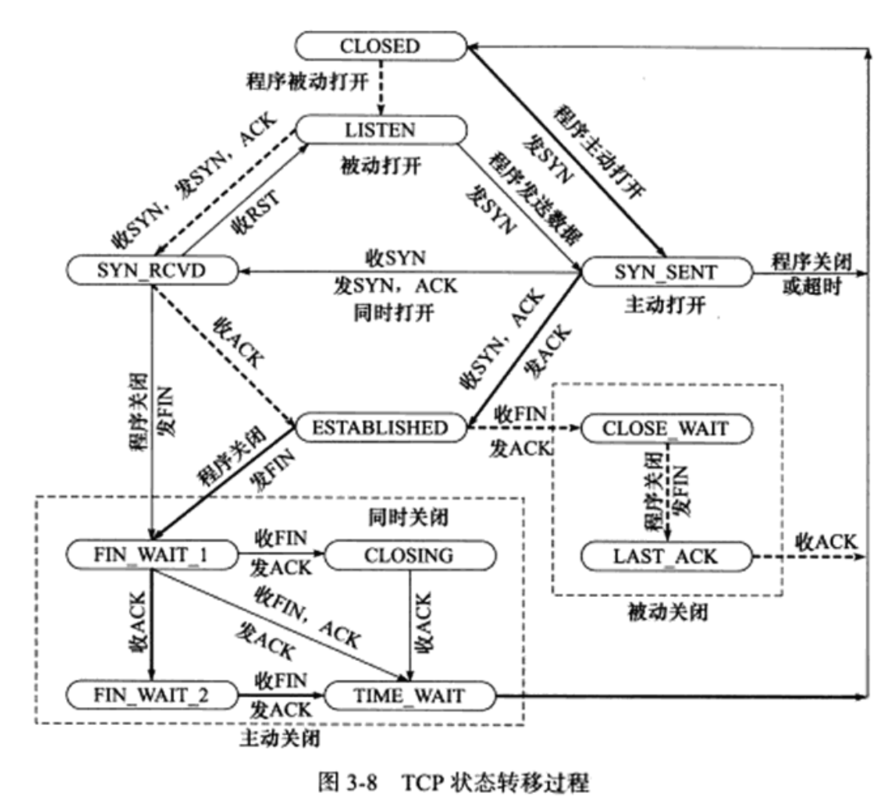 CLOSED
程序被动打开
LISTEN
被动打开
收SYN，发SYN，ACK
收RST
程序发送数据
发SYN
程序主动打开
发SYN
SYN_RCVD
收SYN
发SYN，ACK
同时打开
SYN_SENT
主动打开
程序关闭
或超时
收ACK
收SYN，ACK
发ACK
程序关闭
发FIN
ESTABLISHED
收FIN
发ACK
CLOSE_WAIT
程序关闭
发FIN
程序关闭
发FIN
LAST_ACK
收ACK
被动关闭
同时关闭
FIN_WAIT_1
收FIN
发ACK
CLOSING
收ACK
收FIN，ACK
发ACK
收ACK
FIN_WAIT_2
收FIN
发ACK
TIME_WAIT
主动关闭
图 3-8 TCP 状态转移过程